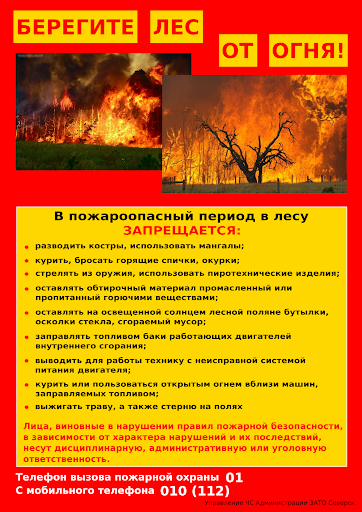 БЕРЕГИТЕ ЛЕС
ОТ ОГНЯ!
В пожароопасный период в лесу
ЗАПРЕЩАЕТСЯ:
• разводить костры, использовать мангалы;
• курить, бросать горящие спички, окурки;
• стрелять из оружия, использовать пиротехнические изделия;
• оставлять обтирочный материал промасленный или
пропитанный горючими веществами;
• оставлять на освещенной солнцем лесной поляне бутылки,
осколки стекла, сгораемый мусор;
• заправлять топливом баки работающих двигателей
внутреннего сгорания;
• выводить для работы технику с неисправной системой
питания двигателя;
• курить или пользоваться открытым огнем вблизи машин,
заправляемых топливом;
• выжигать траву, а также стерню на полях
Лица, виновные в нарушении правил пожарной безопасности,
в зависимости от характера нарушений и их последствий,
несут дисциплинарную, административную или уголовную
ответственность.
Телефон вызова пожарной охраны 01
С мобильного телефона 010 (112)
Управление ЧС Администрации ЗАТО Северск